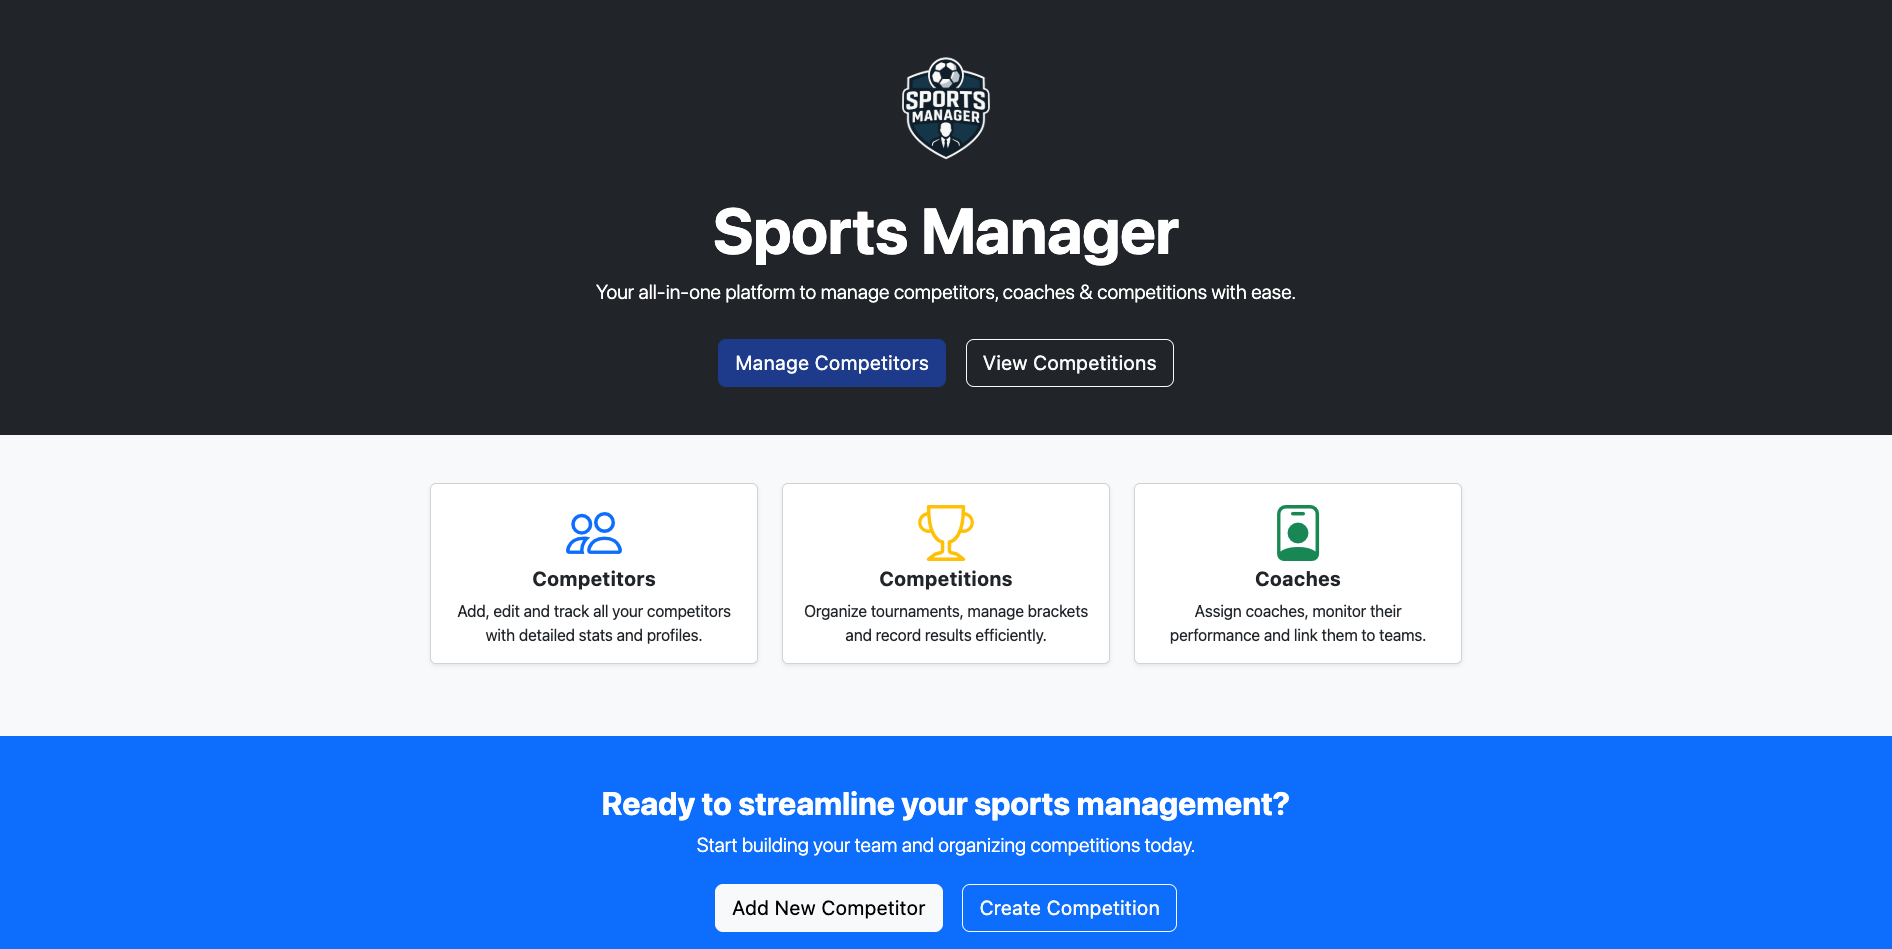 SPORTS
MANAGER
Sports Manager
Your all-in-one platform to manage competitors, coaches & competitions with ease.
Manage Competitors
View Competitions
Competitors
Add, edit and track all your competitors
with detailed stats and profiles.
Competitions
Organize tournaments, manage brackets
and record results efficiently.
Coaches
Assign coaches, monitor their
performance and link them to teams.
Ready to streamline your sports management?
Start building your team and organizing competitions today.
Add New Competitor
Create Competition